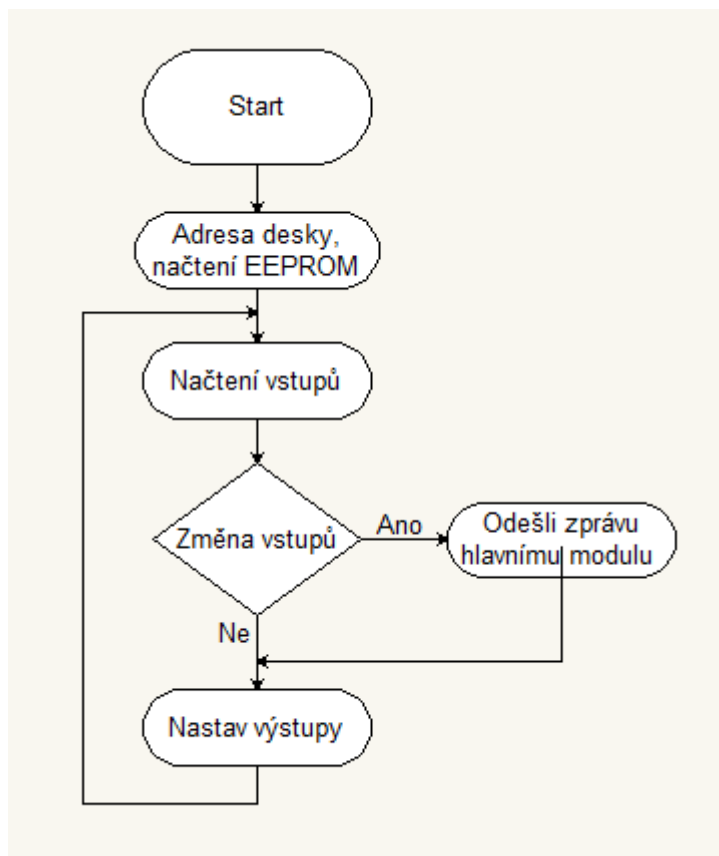 Start
Adresa desky,
načtení EEPROM
Načtení vstupů
Změna vstupů
Ano
Odešli zprávu
hlavnímu modulu
Ne
Nastav výstupy